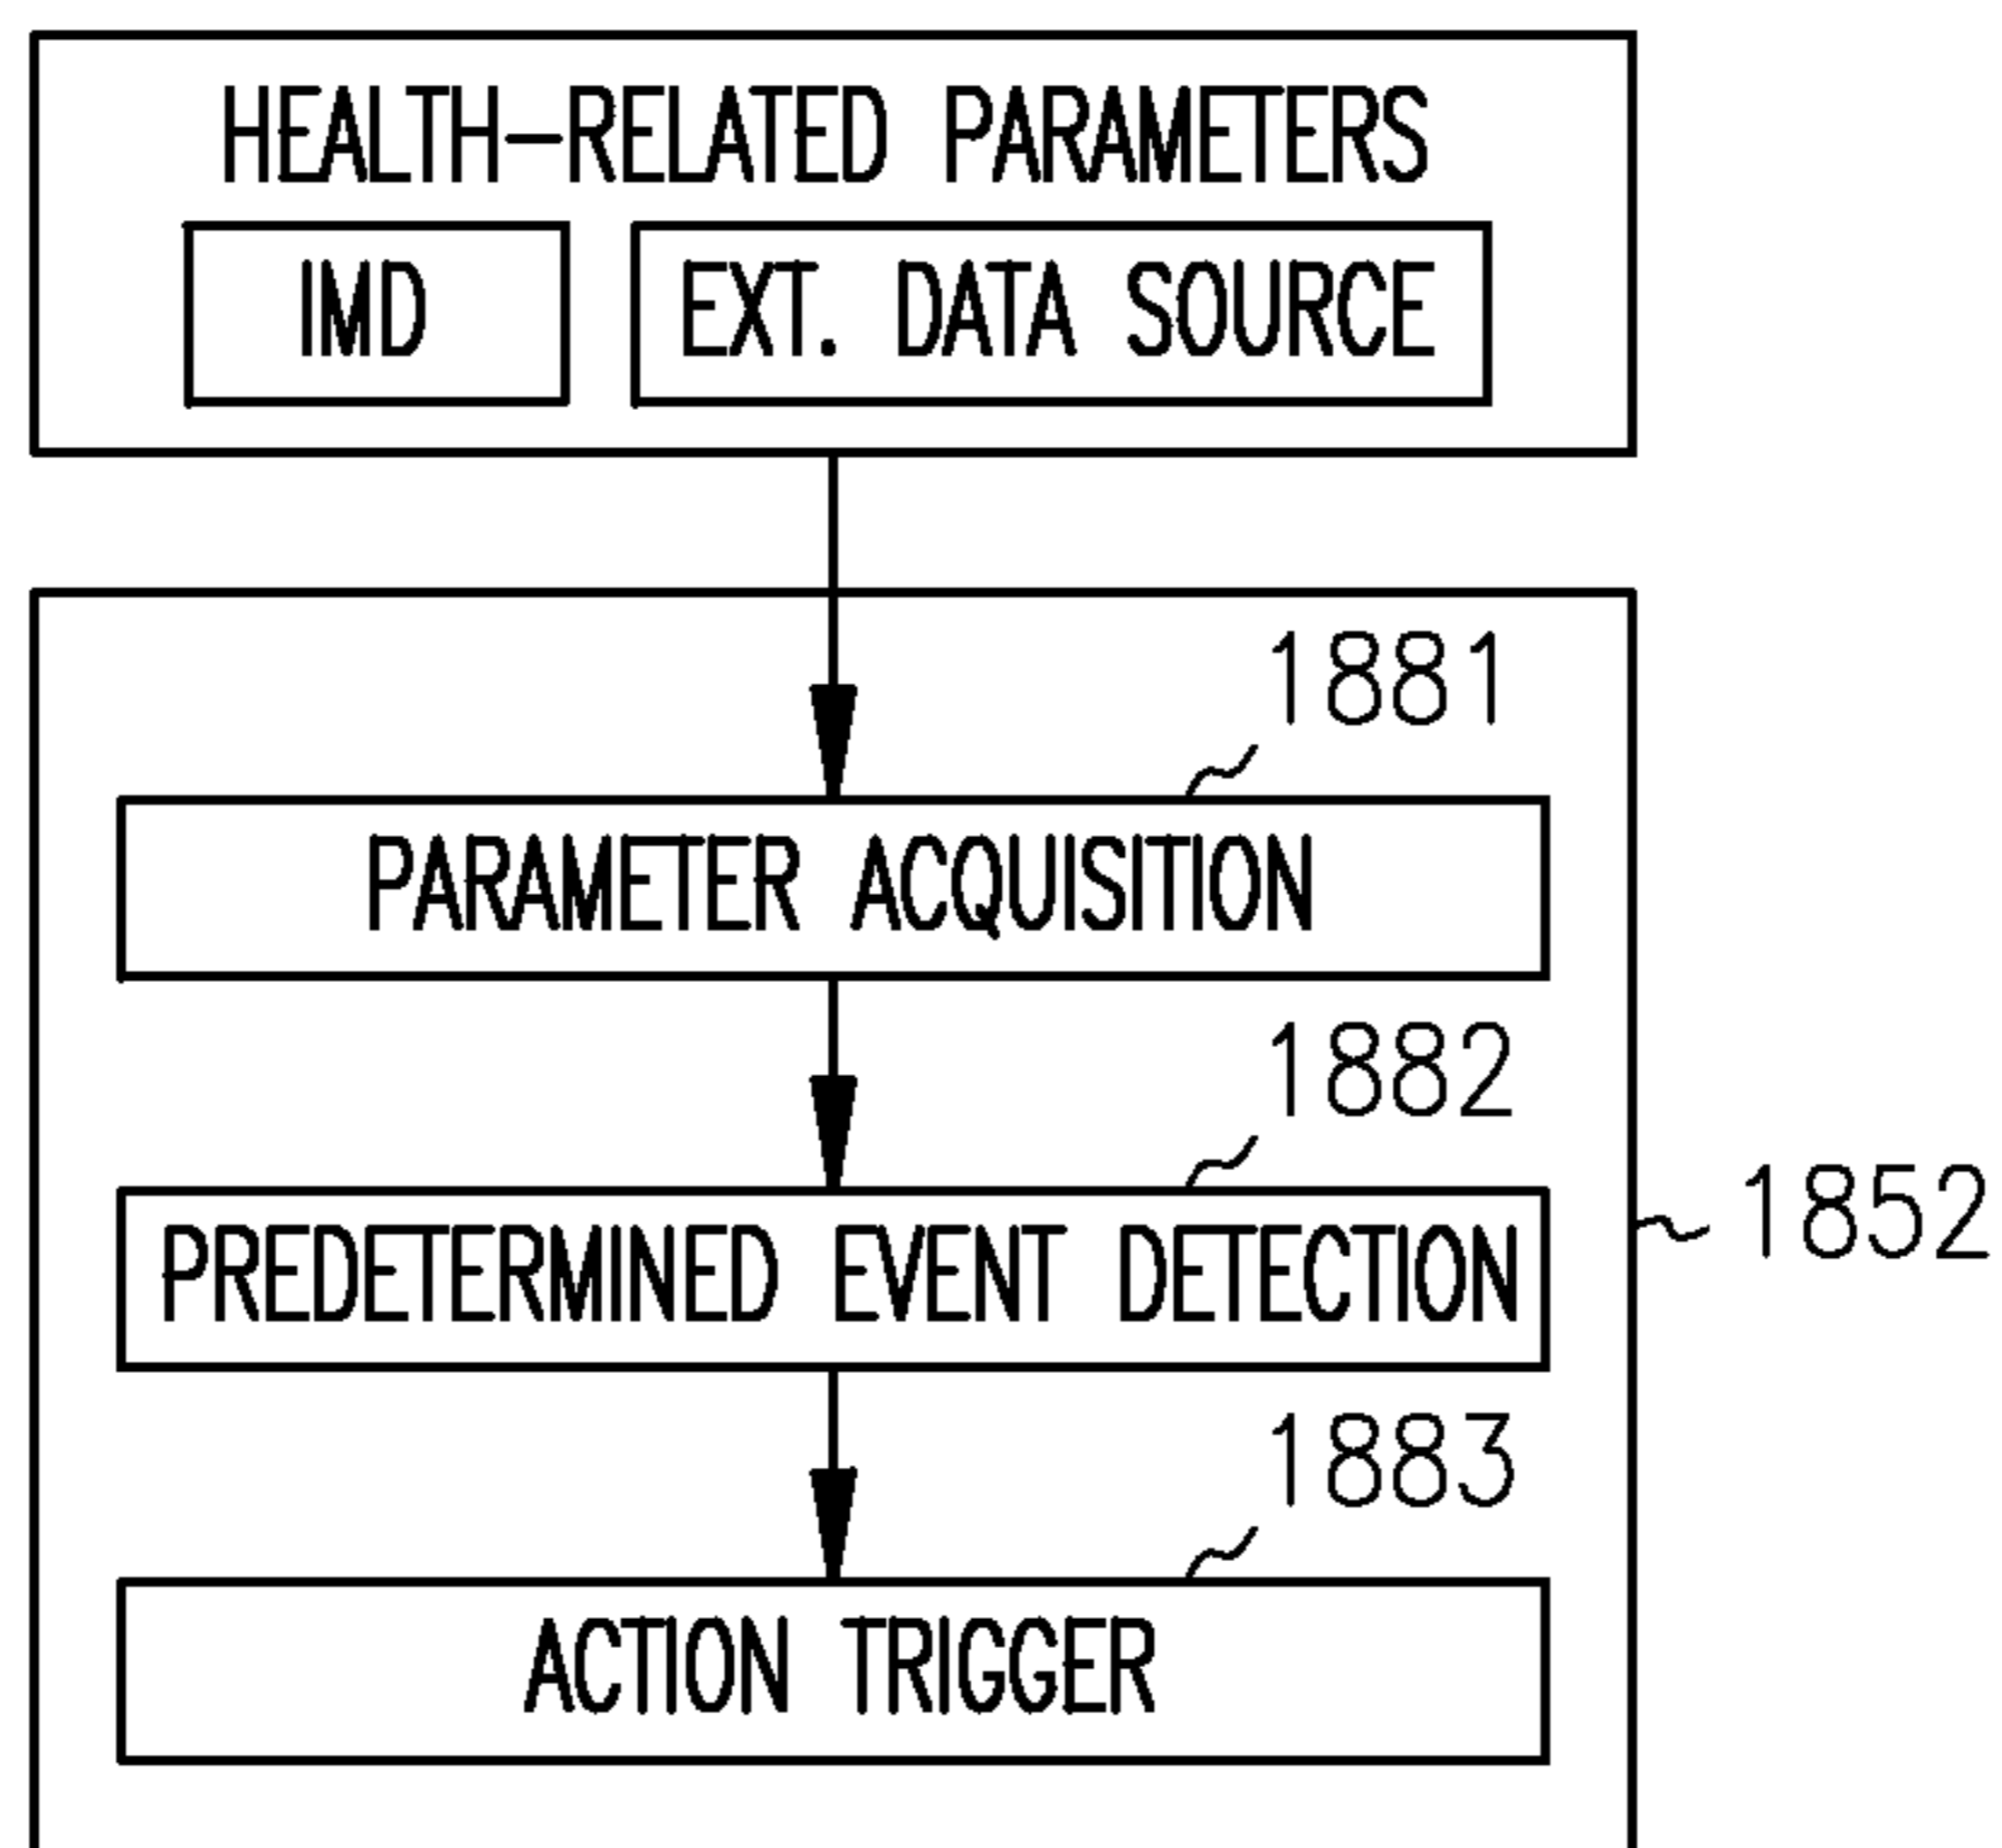 HEALTH-RELATED PARAMETERS
IMD
EXT. DATA SOURCE
1881
PARAMETER ACQUISITION
1882
PREDETERMINED EVENT DETECTION
1852
1883
ACTION TRIGGER